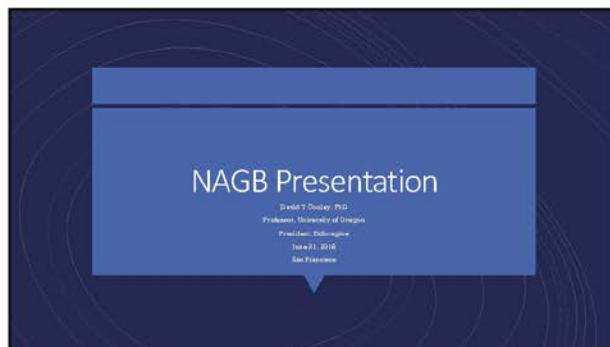 NAGB Presentation
David T. Conley, PhD
Professor, University of Oregon
President, EdImagine
June 21, 2016
San Francisco